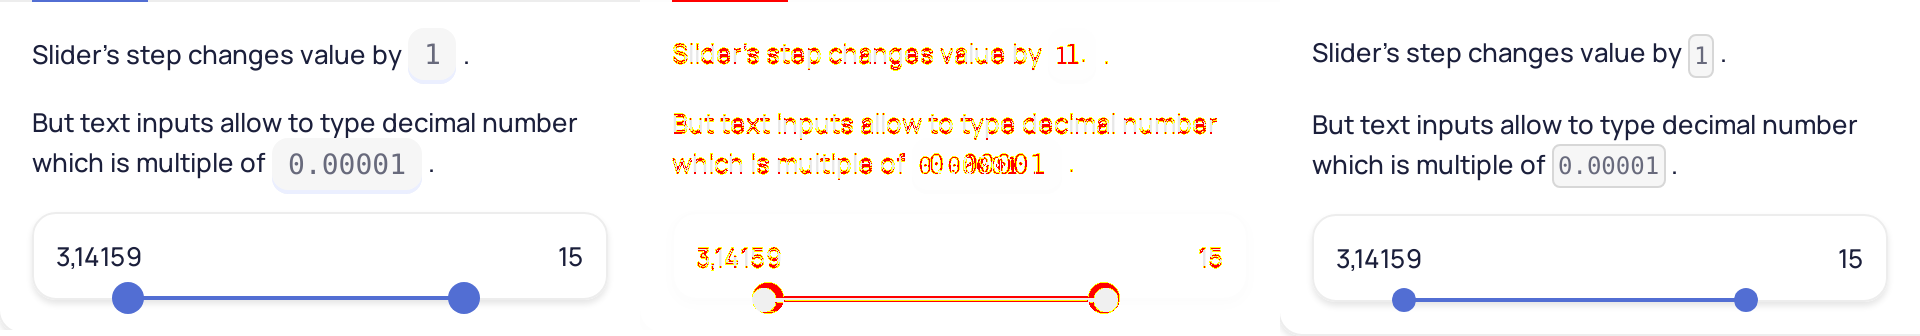 Slider's step changes value by 1 .
But text inputs allow to type decimal number
which is multiple of 0.00001 .
3,14159 15
Slider's step changes value by 11 .
But text inputs allow to type decimal number
which is multiple of
3,14159 15
Slider's step changes value by 1 .
But text inputs allow to type decimal number
which is multiple of 0.00001 .
3,14159 15